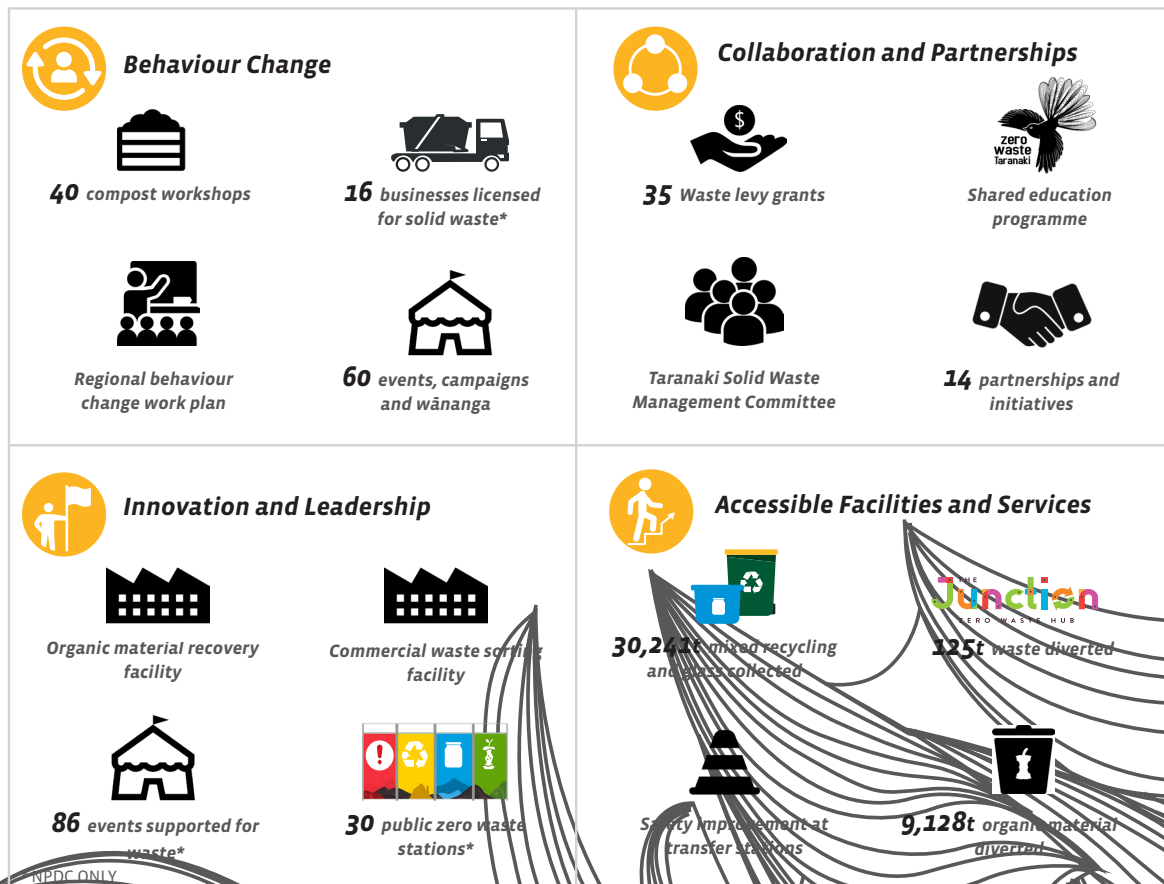 Behaviour Change
40 compost workshops
16 businesses licensed
for solid waste*
Regional behaviour
change work plan
60 events, campaigns
and wānanga
Collaboration and Partnerships
$
35 Waste levy grants
zero
waste
Taranaki
Shared education
programme
Taranaki Solid Waste
Management Committee
14 partnerships and
initiatives
Innovation and Leadership
Organic material recovery
facility
Commercial waste sorting
facility
86 events supported for
waste*
!
30 public zero waste
stations*
*NPDC ONLY
Accessible Facilities and Services
30,241t mixed recycling
and glass collected
THE
Junction
ZERO WASTE HUB
125t waste diverted
Safety improvement at
transfer stations
9,128t organic material
diverted